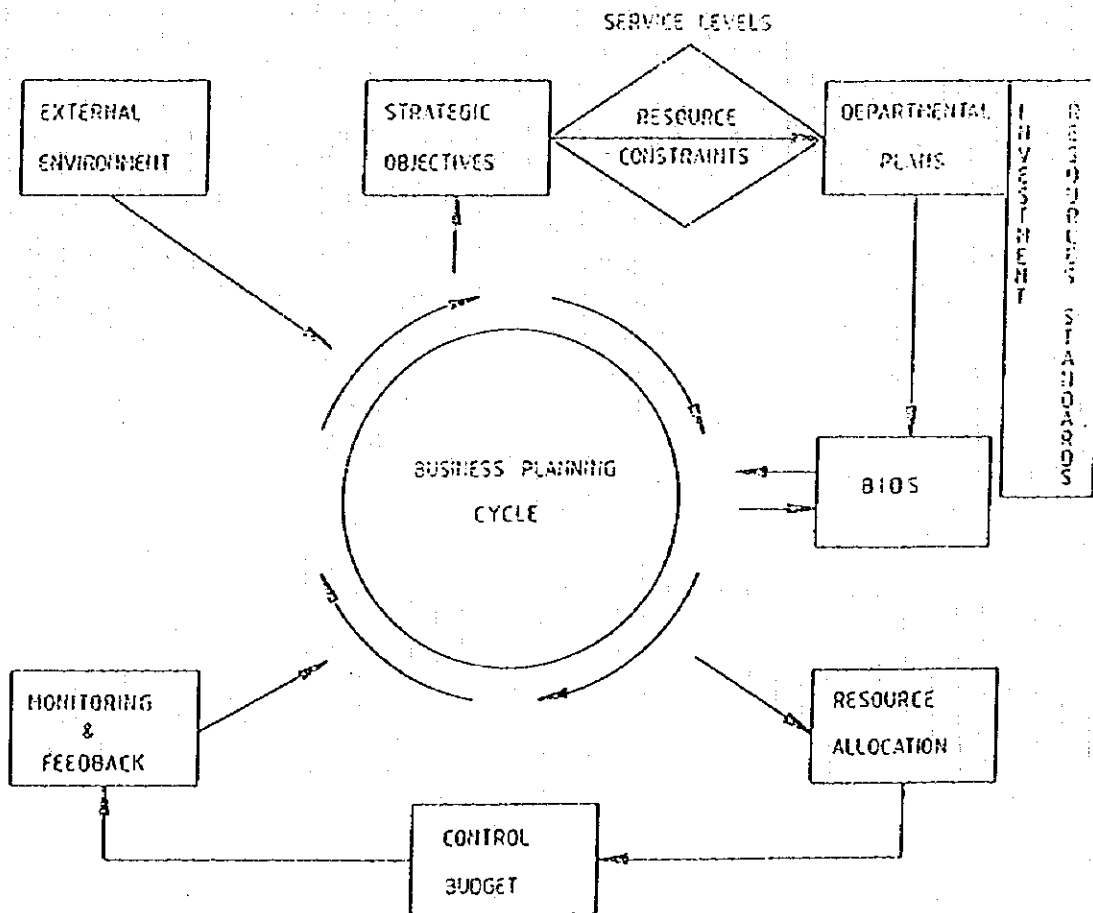 SERVICE LEVELS
EXTERNAL
ENVIRONMENT
STRATEGIC
OBJECTIVES
RESOURCE
CONSTRAINTS
DEPARTMENTAL
PLANS
INVESTMENT
RESOURCES STANDARDS
BUSINESS PLANNING
CYCLE
BIOS
MONITORING
&
FEEDBACK
RESOURCE
ALLOCATION
CONTROL
BUDGET